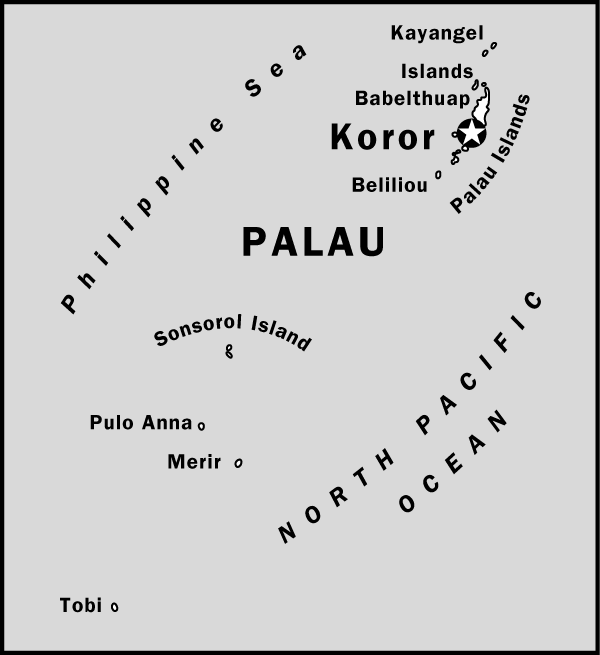 Kayangel
Islands
Babelthuap
Koror
Palau Islands
Beliliou
Philippine Sea
PALAU
Sonsorol Island
NORTH PACIFIC
OCEAN
Pulo Anna
Merir
Tobi